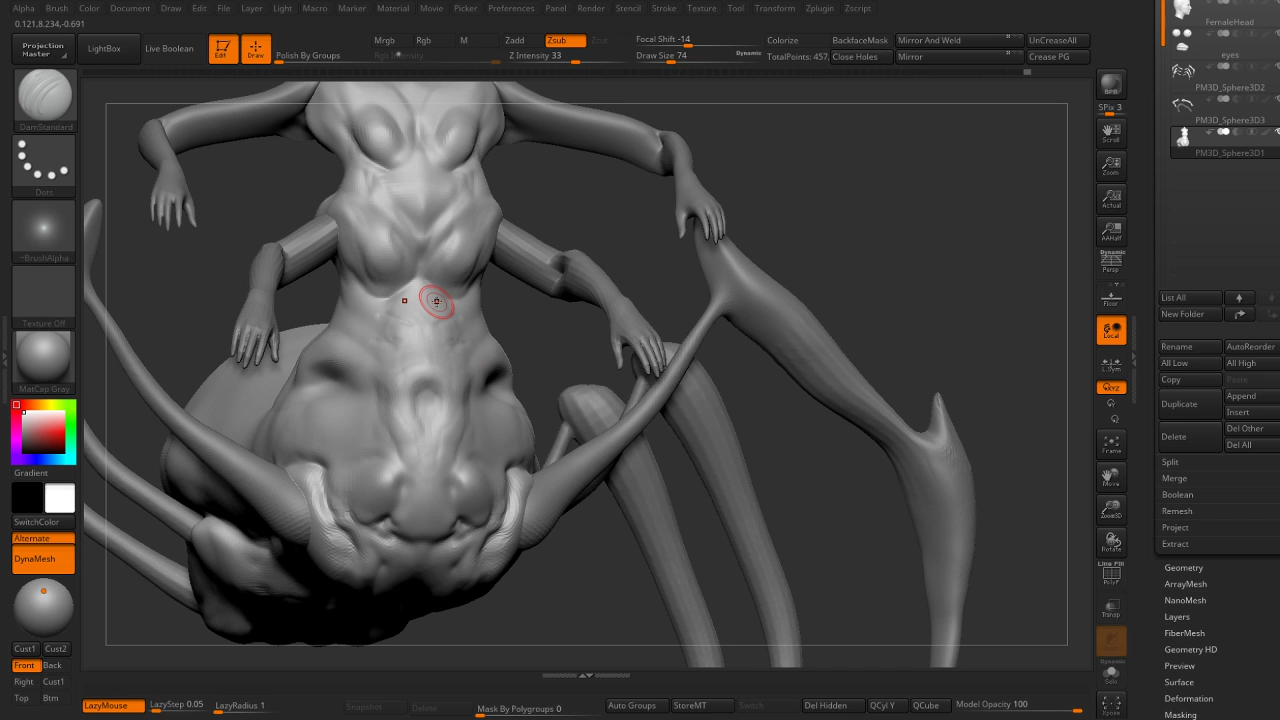 Alpha Brush Color Document Draw Edit File Layer Light Macro Marker Material Movie Picker Preferences Panel Render Stencil Stroke Texture Tool Transform Zplugin Zscript
0.121,8.234,-0.691
Projection Master
LightBox
Live Boolean
Edit
Draw
Polish By Groups
Mrgb Rgb M
Rgb Intensity
Zadd Zsub Zcut
Z Intensity 33
Focal Shift -14
Draw Size 74
Dynamic
Colorize
TotalPoints: 457,
BackfaceMask
Close Holes
Mirror And Weld
Mirror
UnCreaseAll
Crease PG
DamStandard
Dots
~BrushAlpha
Texture Off
MatCap Gray
Gradient
SwitchColor
Alternate
DynaMesh
Cust1 Cust2
Front Back
Right Cust1
Top Btm
BPR
SPix 3
Scroll
Zoom
Actual
AAHalf
Dynamic
Persp
Floor
Local
L.Sym
XYZ
Frame
Move
Zoom3D
Rotate
Line Fill
PolyF
Transp
Dynamic
Solo
Xpose
FemaleHead
eyes
PM3D_Sphere3D2
PM3D_Sphere3D3
PM3D_Sphere3D1
List All
New Folder
Rename AutoReorder
All Low All High
Copy Paste
Duplicate
Append
Insert
Delete
Del Other
Del All
Split
Merge
Boolean
Remesh
Project
Extract
Geometry
ArrayMesh
NanoMesh
Layers
FiberMesh
Geometry HD
Preview
Surface
Deformation
Masking
LazyMouse LazyStep 0.05 LazyRadius 1 Snapshot Delete Mask By Polygroups 0 Auto Groups StoreMT Switch Del Hidden QCyl Y QCube Model Opacity 100